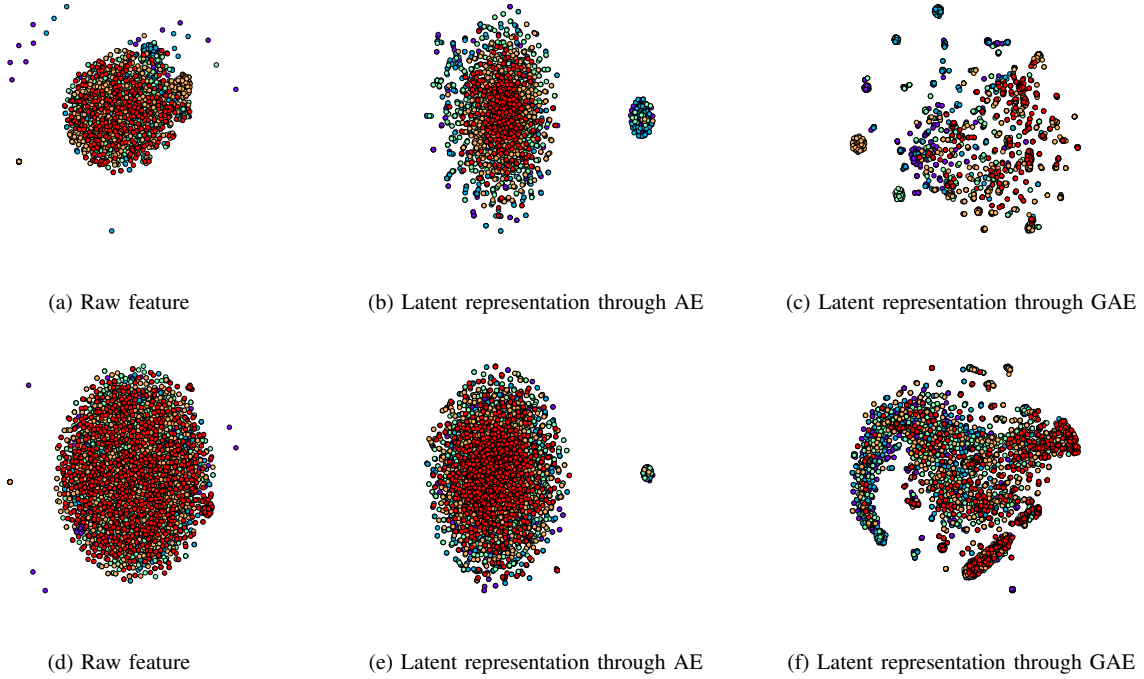 (a) Raw feature
(b) Latent representation through AE
(c) Latent representation through GAE
(d) Raw feature
(e) Latent representation through AE
(f) Latent representation through GAE